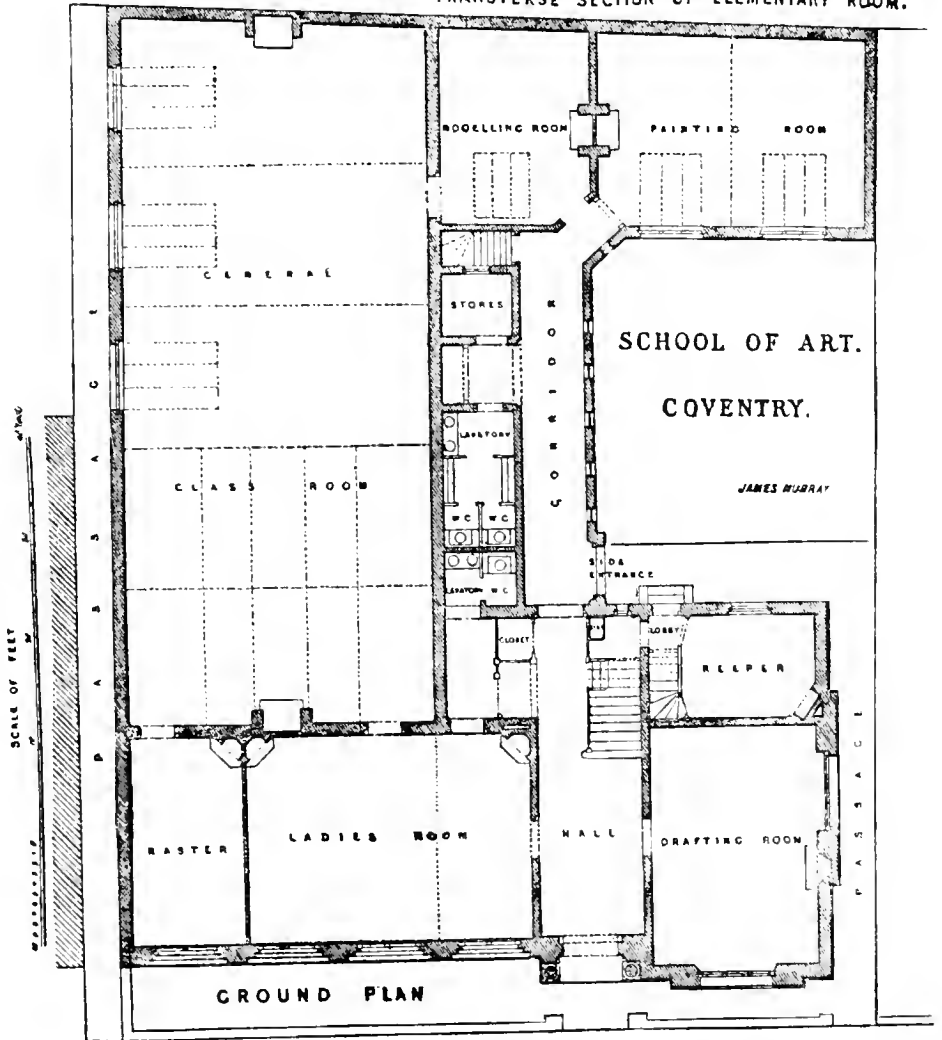 TRANSVERSE SECTION OF ELEMENTARY ROOM.
MODELLING ROOM
PAINTING ROOM
GENERAL
STORES
CORRIDOR
SCHOOL OF ART.
COVENTRY.
JAMES MURRAY
PASSAGE
CLASS ROOM
LAVATORY
W.C
W.C
SIDE
ENTRANCE
LAVATORY
W.C
CLOSET
LOBBY
KEEPER
SCALE OF FEET
MASTER
LADIES ROOM
HALL
DRAFTING ROOM
PASSAGE
GROUND PLAN